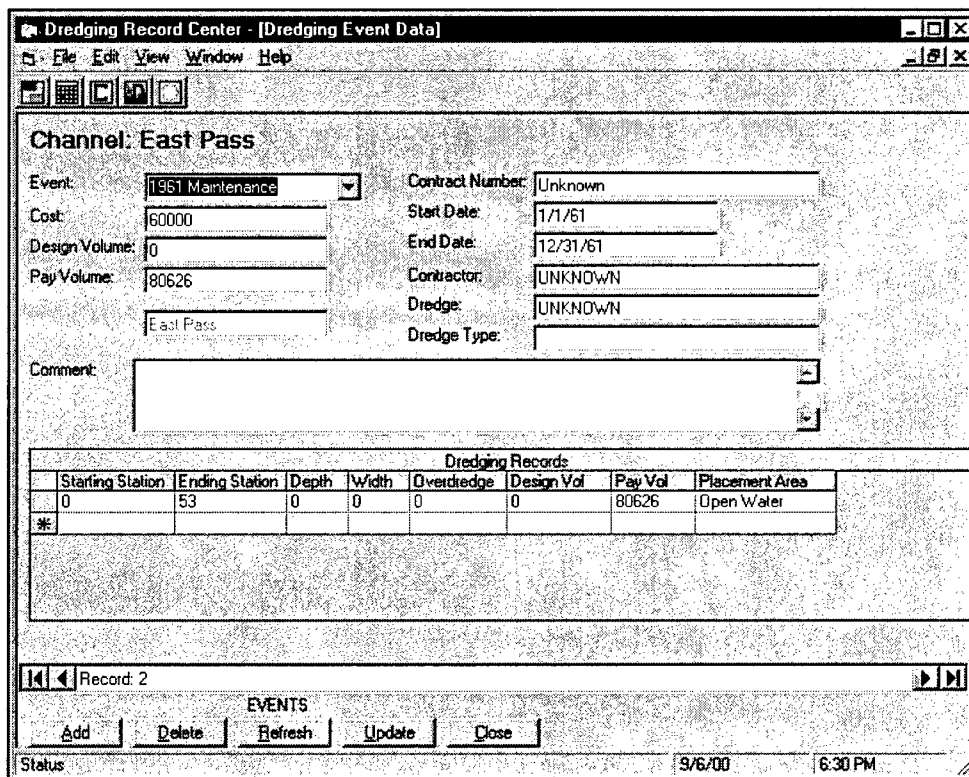 Dredging Record Center - [Dredging Event Data]
File Edit View Window Help
Channel: East Pass
Event: 1961 Maintenance
Contract Number: Unknown
Cost: 60000
Start Date: 1/1/61
Design Volume: 0
End Date: 12/31/61
Pay Volume: 80626
Contractor: UNKNOWN
East Pass
Dredge: UNKNOWN
Dredge Type:
Comment:
Dredging Records
Starting Station Ending Station Depth Width Overdredge Design Vol Pay Vol Placement Area
0 53 0 0 0 0 80626 Open Water
Record: 2
EVENTS
Add Delete Refresh Update Close
Status 9/6/00 6:30 PM